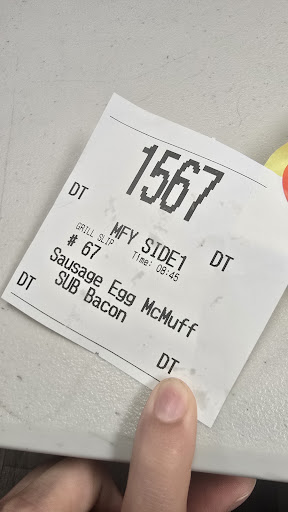 1567
DT
MFY SIDE1
DT
GRILL SLIP
Time: 08:45
# 67
Sausage Egg McMuff
DT
SUB Bacon
DT